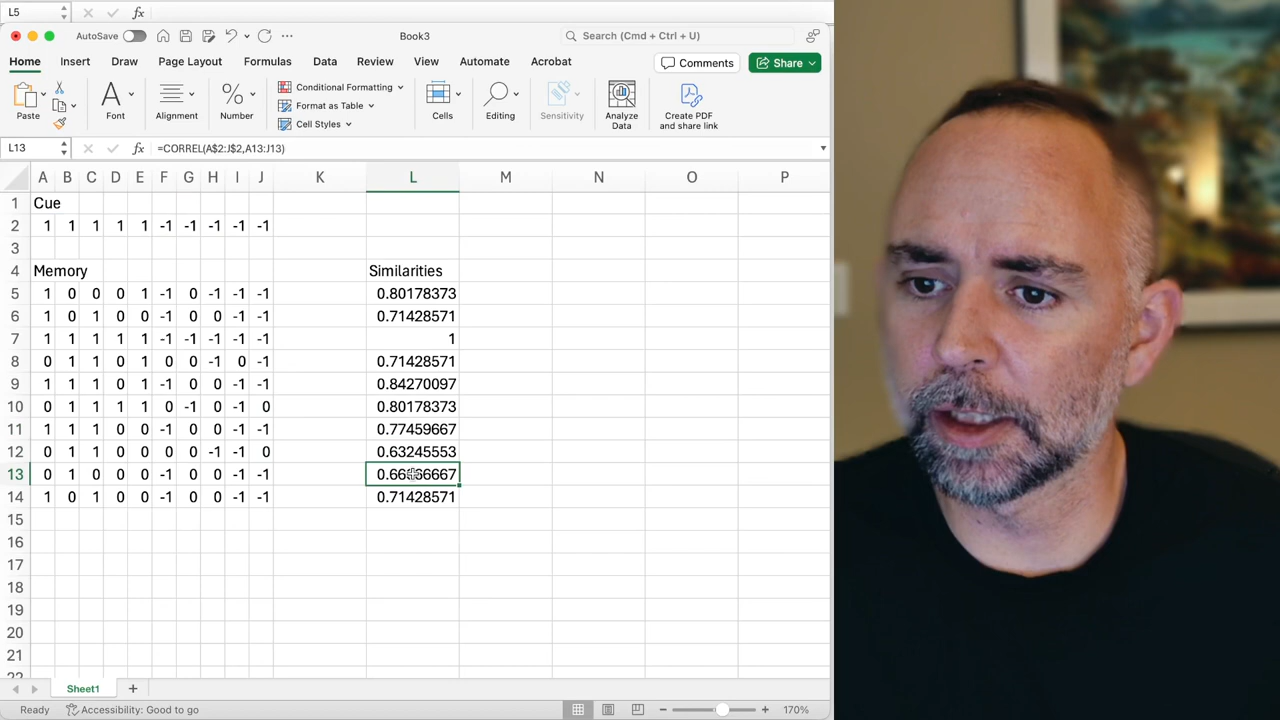 L5
AutoSave
Book3
Search (Cmd + Ctrl + U)
Home Insert Draw Page Layout Formulas Data Review View Automate Acrobat
Comments
Share
Paste
Font
Alignment
Number
Conditional Formatting
Format as Table
Cell Styles
Cells
Editing
Sensitivity
Analyze Data
Create PDF and share link
L13 fx =CORREL(A$2:J$2,A13:J13)
A B C D E F G H I J K L M N O P
1 Cue
2 1 1 1 1 1 -1 -1 -1 -1 -1
3
4 Memory Similarities
5 1 0 0 0 1 -1 0 -1 -1 -1 0.80178373
6 1 0 1 0 0 -1 0 0 -1 -1 0.71428571
7 1 1 1 1 1 -1 -1 -1 -1 -1 1
8 0 1 1 0 1 0 0 -1 0 -1 0.71428571
9 1 1 1 0 1 -1 0 0 -1 -1 0.84270097
10 0 1 1 1 1 0 -1 0 -1 0 0.80178373
11 1 1 1 0 0 -1 0 0 -1 -1 0.77459667
12 0 1 1 0 0 0 0 -1 -1 0 0.63245553
13 0 1 0 0 0 -1 0 0 -1 -1 0.66666667
14 1 0 1 0 0 -1 0 0 -1 -1 0.71428571
15
16
17
18
19
20
21
22
Sheet1
Ready Accessibility: Good to go 170%